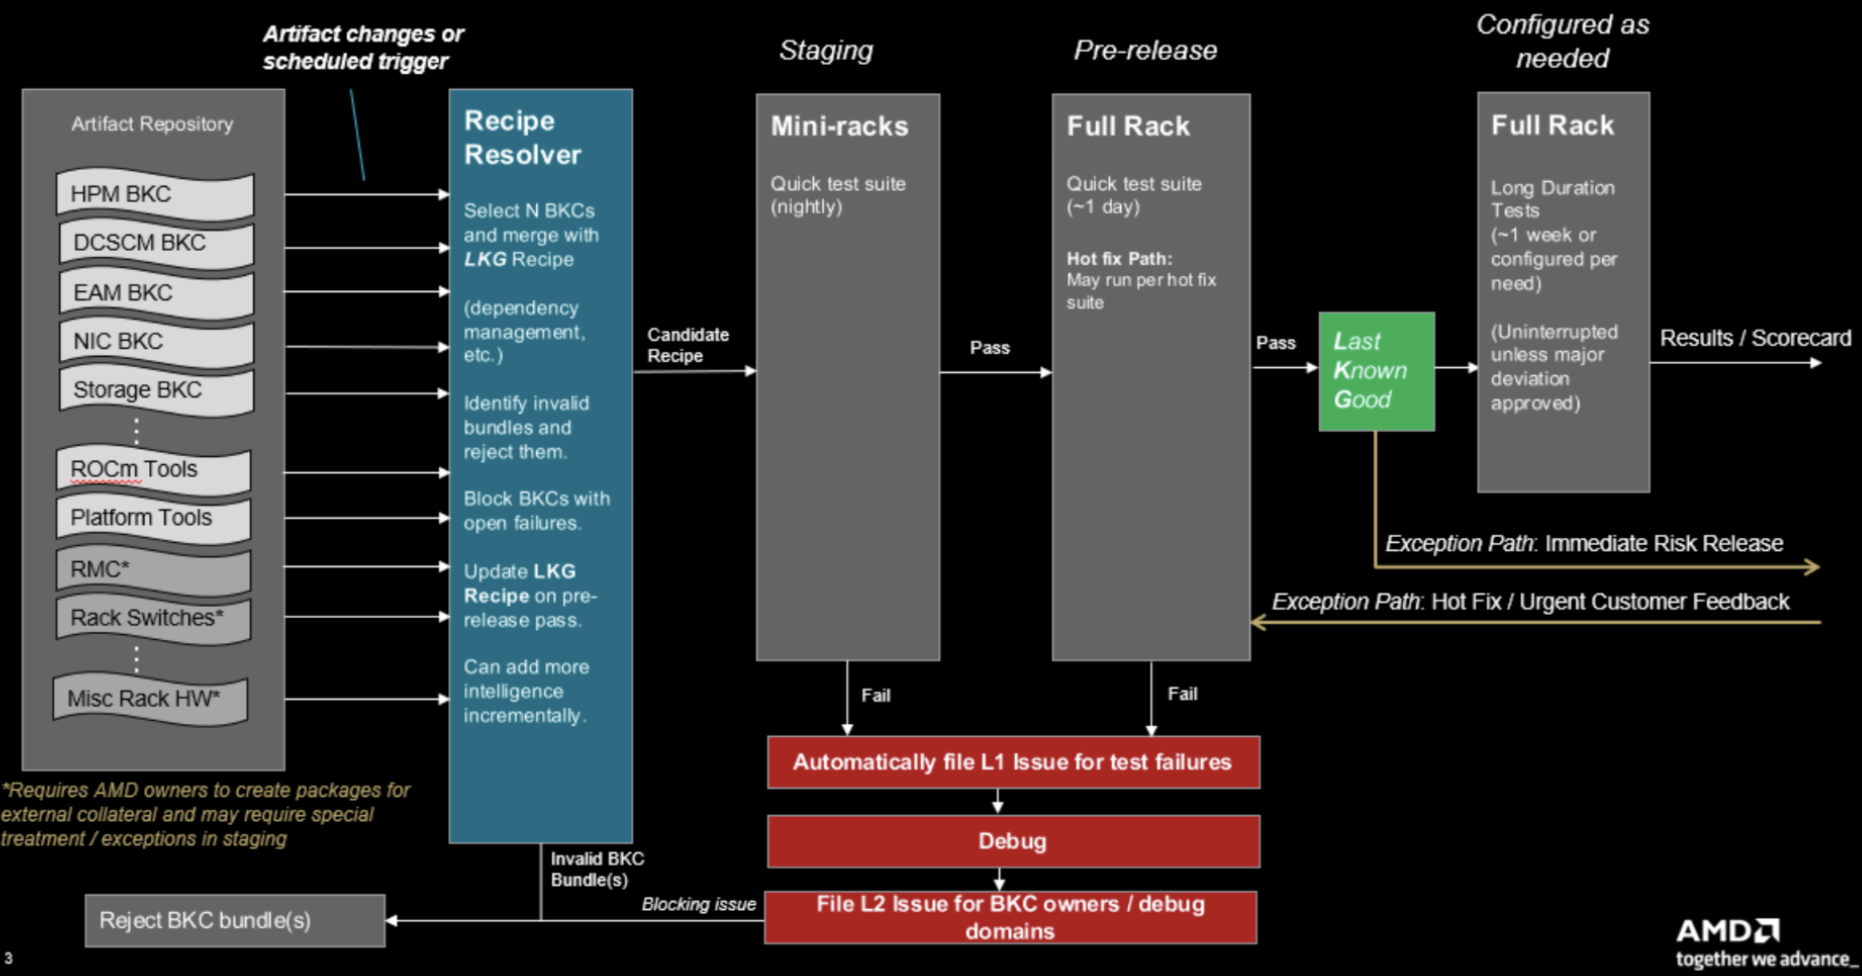 Artifact changes or
scheduled trigger
Staging
Pre-release
Configured as
needed
Artifact Repository
HPM BKC
DCSCM BKC
EAM BKC
NIC BKC
Storage BKC
ROCm Tools
Platform Tools
RMC*
Rack Switches*
Misc Rack HW*
*Requires AMD owners to create packages for
external collateral and may require special
treatment / exceptions in staging
Recipe
Resolver
Select N BKCs
and merge with
LKG Recipe
(dependency
management,
etc.)
Identify invalid
bundles and
reject them.
Block BKCs with
open failures.
Update LKG
Recipe on pre-
release pass.
Can add more
intelligence
incrementally.
Candidate
Recipe
Mini-racks
Quick test suite
(nightly)
Pass
Full Rack
Quick test suite
(~1 day)
Hot fix Path:
May run per hot fix
suite
Pass
Last
Known
Good
Full Rack
Long Duration
Tests
(~1 week or
configured per
need)
(Uninterrupted
unless major
deviation
approved)
Results / Scorecard
Exception Path: Immediate Risk Release
Exception Path: Hot Fix / Urgent Customer Feedback
Fail
Fail
Automatically file L1 Issue for test failures
Debug
File L2 Issue for BKC owners / debug
domains
Invalid BKC
Bundle(s)
Blocking issue
Reject BKC bundle(s)
3
AMD
together we advance_